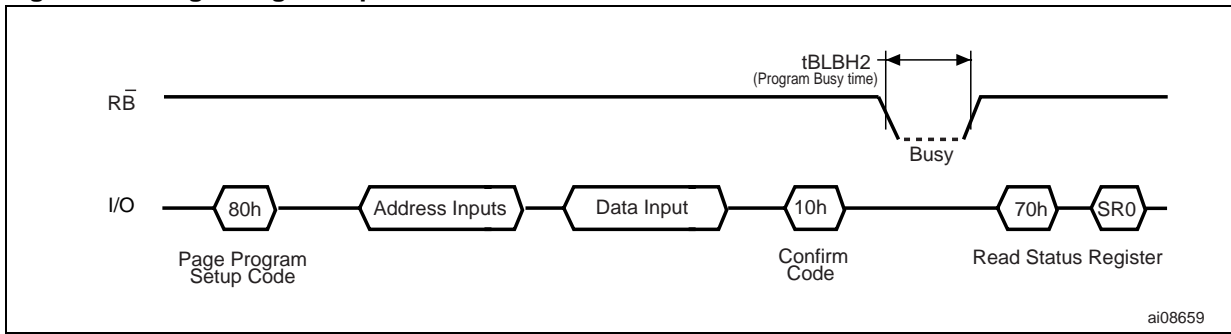 tBLBH2
(Program Busy time)
RB̅
Busy
I/O
80h
Address Inputs
Data Input
10h
70h
SR0
Page Program
Setup Code
Confirm
Code
Read Status Register
ai08659